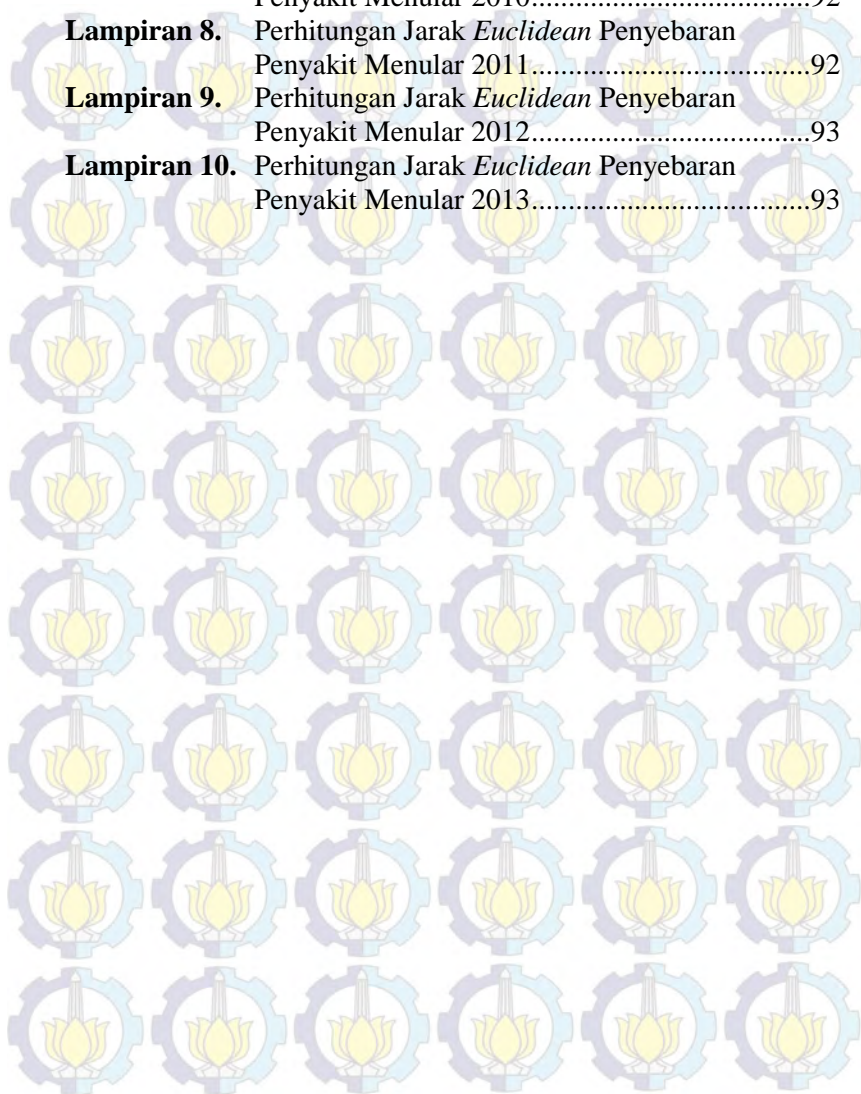 Penyakit Menular 2010......................................92
Lampiran 8. Perhitungan Jarak Euclidean Penyebaran
Penyakit Menular 2011......................................92
Lampiran 9. Perhitungan Jarak Euclidean Penyebaran
Penyakit Menular 2012......................................93
Lampiran 10. Perhitungan Jarak Euclidean Penyebaran
Penyakit Menular 2013......................................93